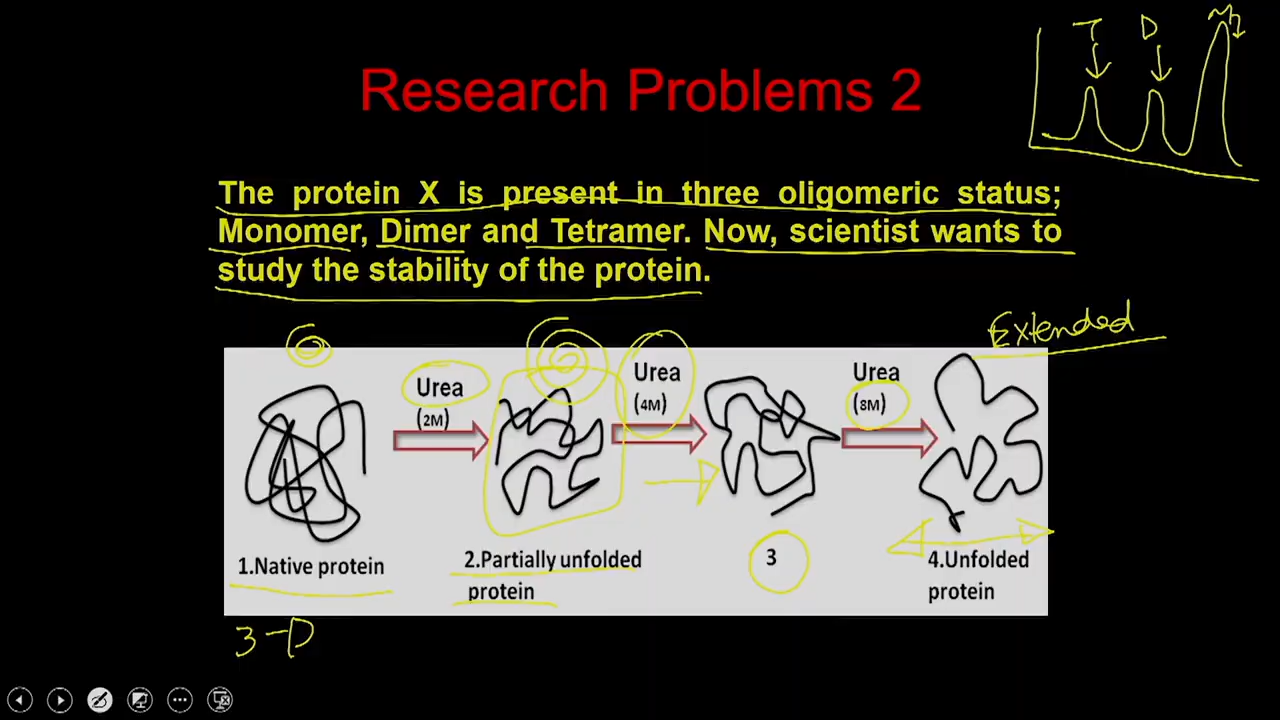 Research Problems 2
T D M
The protein X is present in three oligomeric status;
Monomer, Dimer and Tetramer. Now, scientist wants to
study the stability of the protein.
Extended
Urea
(2M)
Urea
(4M)
Urea
(8M)
1.Native protein
2.Partially unfolded
protein
3
4.Unfolded
protein
3-D